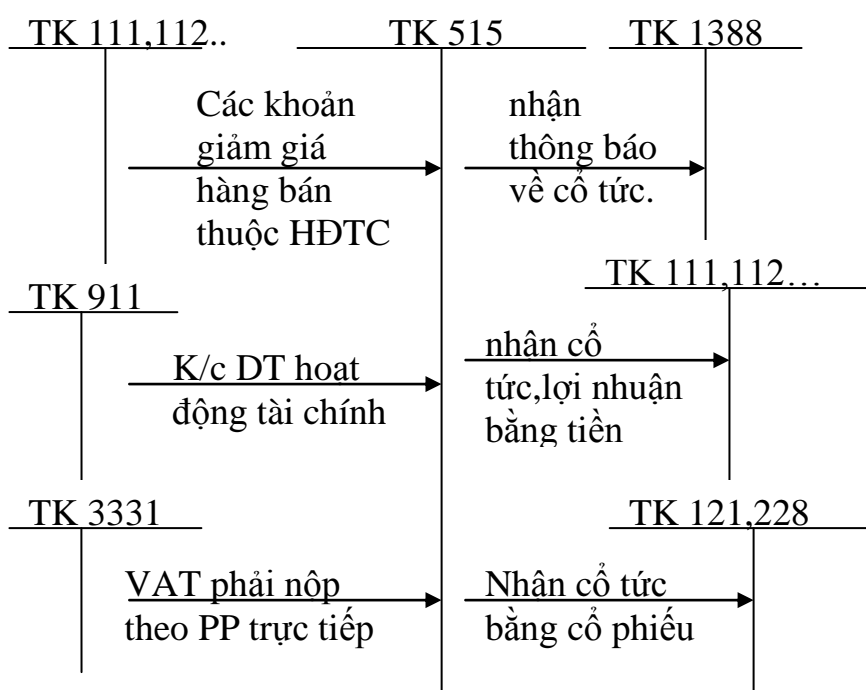 TK 111,112..
TK 515
TK 1388
Các khoản
giảm giá
hàng bán
thuộc HĐTC
nhận
thông báo
về cổ tức.
TK 911
TK 111,112…
K/c DT hoạt
động tài chính
nhận cổ
tức,lợi nhuận
bằng tiền
TK 3331
TK 121,228
VAT phải nộp
theo PP trực tiếp
Nhận cổ tức
bằng cổ phiếu